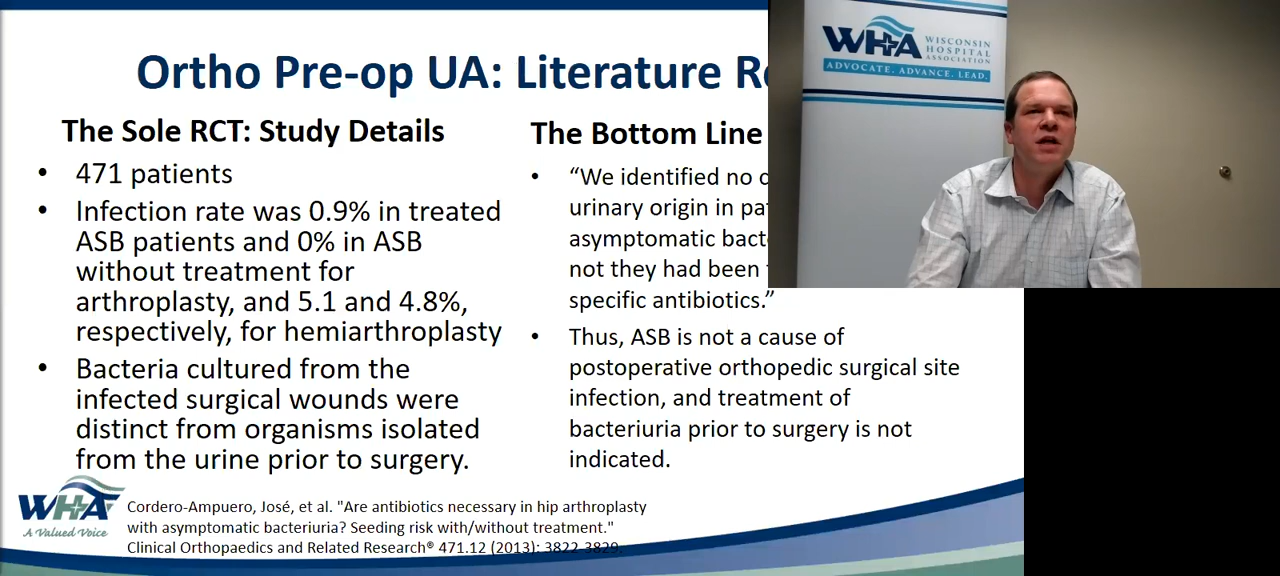 Ortho Pre-op UA: Literature
The Sole RCT: Study Details
• 471 patients
• Infection rate was 0.9% in treated
ASB patients and 0% in ASB
without treatment for
arthroplasty, and 5.1 and 4.8%,
respectively, for hemiarthroplasty
• Bacteria cultured from the
infected surgical wounds were
distinct from organisms isolated
from the urine prior to surgery.
The Bottom Line
• “We identified no
urinary origin in
asymptomatic
not they had been
specific antibiotics.”
• Thus, ASB is not a cause of
postoperative orthopedic surgical site
infection, and treatment of
bacteriuria prior to surgery is not
indicated.
WHA
A Valued Voice
Cordero-Ampuero, José, et al. "Are antibiotics necessary in hip arthroplasty
with asymptomatic bacteriuria? Seeding risk with/without treatment."
Clinical Orthopaedics and Related Research® 471.12 (2013): 3822-3829.
WHA
WISCONSIN
HOSPITAL
ASSOCIATION
ADVOCATE. ADVANCE. LEAD.